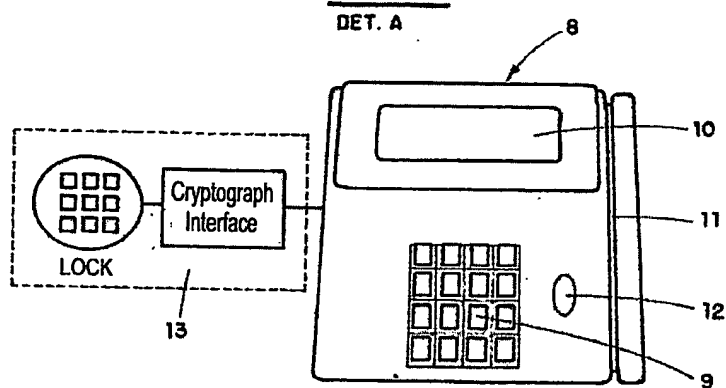 DET. A
8
10
11
Cryptograph
Interface
LOCK
13
12
9